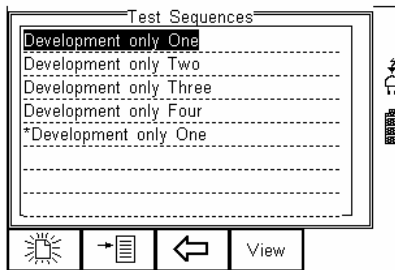 Test Sequences
Development only One
Development only Two
Development only Three
Development only Four
*Development only One
View